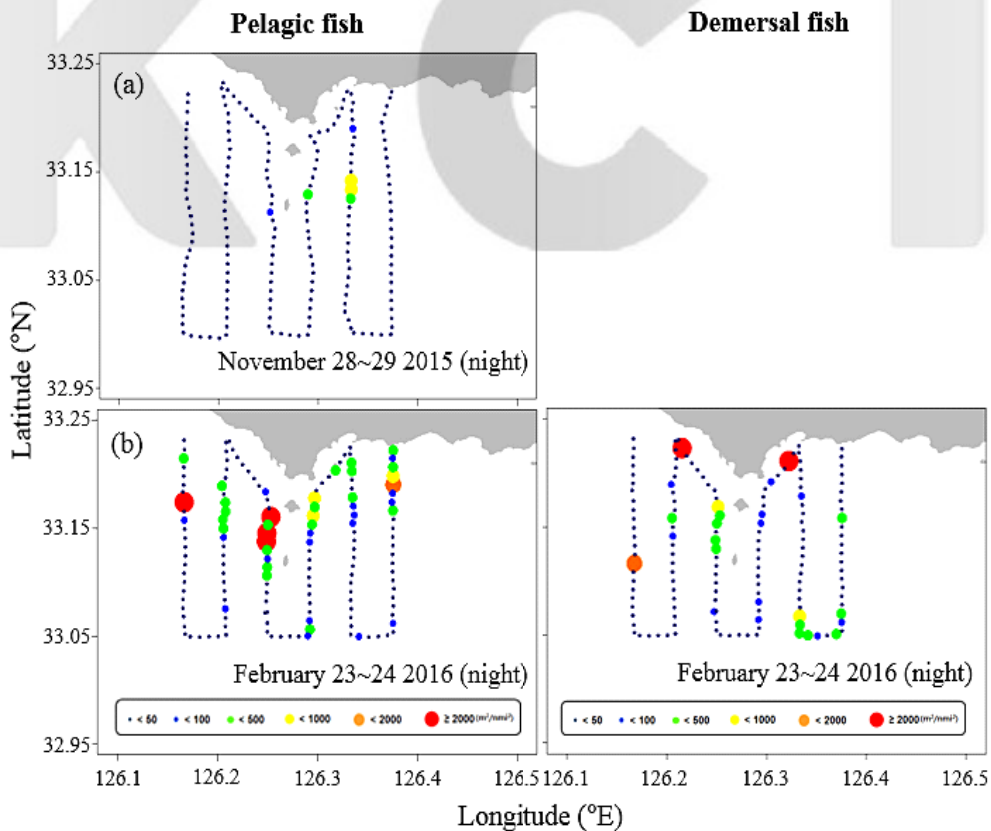 KCI
Pelagic fish
Demersal fish
Latitude (°N)
33.25
33.15
33.05
32.95
(a)
November 28~29 2015 (night)
33.25
33.15
33.05
32.95
(b)
February 23~24 2016 (night)
< 50 < 100 < 500 < 1000 < 2000 ≥ 2000 (m²/nmi²)
February 23~24 2016 (night)
< 50 < 100 < 500 < 1000 < 2000 ≥ 2000 (m²/nmi²)
126.1 126.2 126.3 126.4 126.5
126.1 126.2 126.3 126.4 126.5
Longitude (°E)